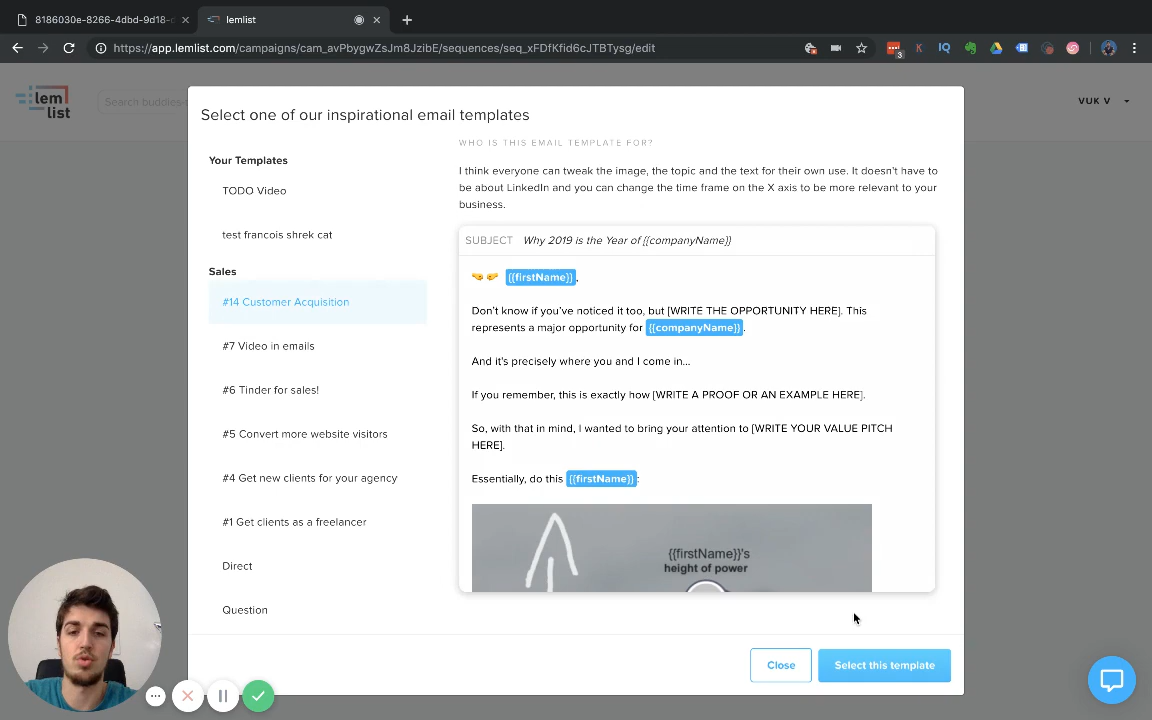 8186030e-8266-4dbd-9d18-
lemlist
https://app.lemlist.com/campaigns/cam_avPbygwZsJm8JzibE/sequences/seq_xFDfKfid6cJTBTysg/edit
3
K
IQ
lem
list
Search buddies
VUK V
Select one of our inspirational email templates
Your Templates
TODO Video
test francois shrek cat
Sales
#14 Customer Acquisition
#7 Video in emails
#6 Tinder for sales!
#5 Convert more website visitors
#4 Get new clients for your agency
#1 Get clients as a freelancer
Direct
Question
WHO IS THIS EMAIL TEMPLATE FOR?
I think everyone can tweak the image, the topic and the text for their own use. It doesn't have to
be about LinkedIn and you can change the time frame on the X axis to be more relevant to your
business.
SUBJECT Why 2019 is the Year of {{companyName}}
🤜 🤛 {{firstName}},
Don't know if you've noticed it too, but [WRITE THE OPPORTUNITY HERE]. This
represents a major opportunity for {{companyName}}.
And it's precisely where you and I come in...
If you remember, this is exactly how [WRITE A PROOF OR AN EXAMPLE HERE].
So, with that in mind, I wanted to bring your attention to [WRITE YOUR VALUE PITCH
HERE].
Essentially, do this {{firstName}}:
{{firstName}}'s
height of power
Close
Select this template